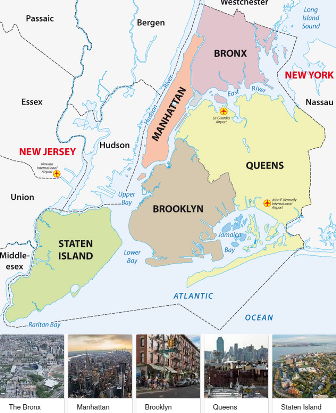 Westchester
Passaic
Bergen
Long
Island
Sound
BRONX
NEW YORK
Hudson River
East River
Essex
MANHATTAN
Nassau
La Guardia
Airport
NEW JERSEY
Hudson
Newark
International
Airport
QUEENS
Union
Upper
Bay
BROOKLYN
John F. Kennedy
International
Airport
STATEN
ISLAND
Jamaica
Bay
Middle-
esex
Lower
Bay
ATLANTIC
OCEAN
Raritan Bay
The Bronx
Manhattan
Brooklyn
Queens
Staten Island